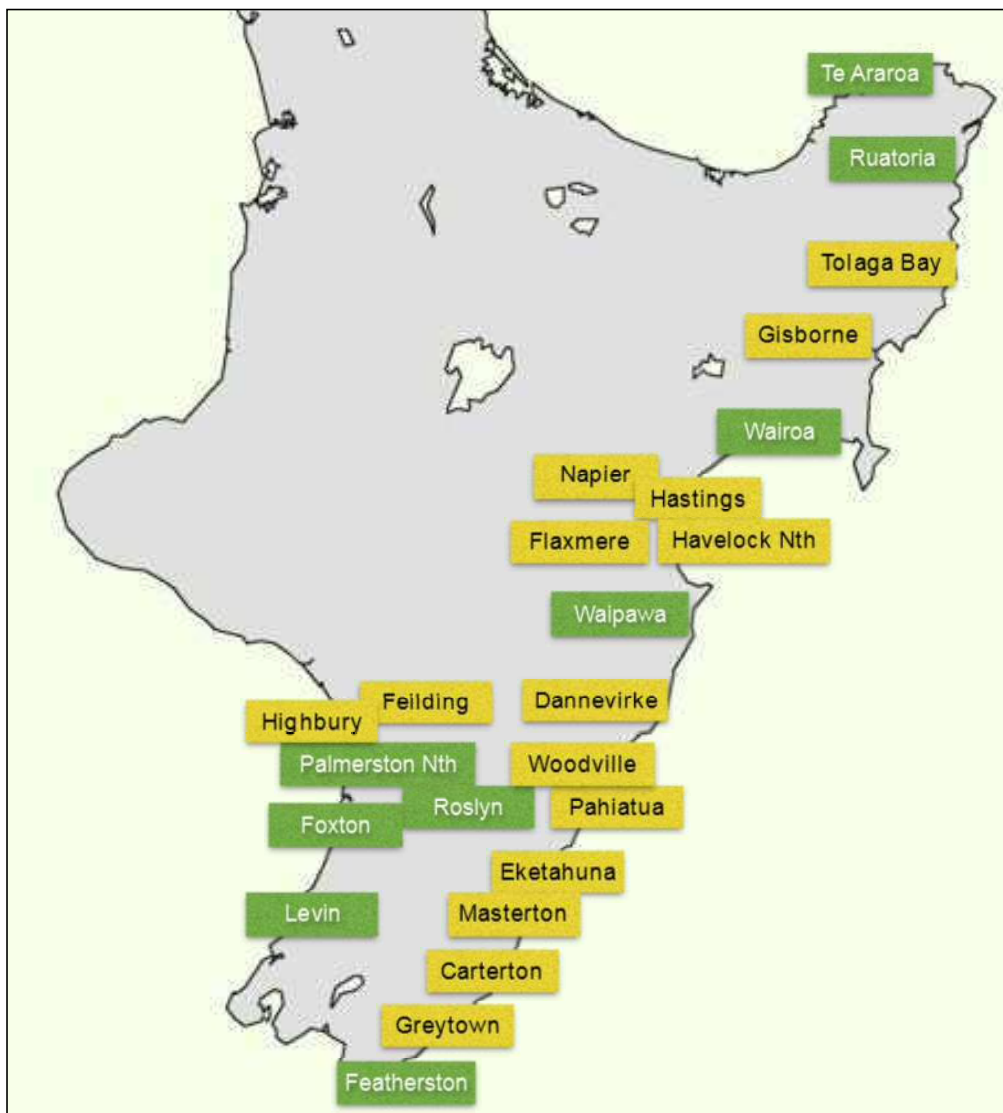 Te Araroa
Ruatoria
Tolaga Bay
Gisborne
Wairoa
Napier
Hastings
Flaxmere
Havelock Nth
Waipawa
Feilding
Dannevirke
Highbury
Palmerston Nth
Woodville
Roslyn
Pahiatua
Foxton
Eketahuna
Levin
Masterton
Carterton
Greytown
Featherston